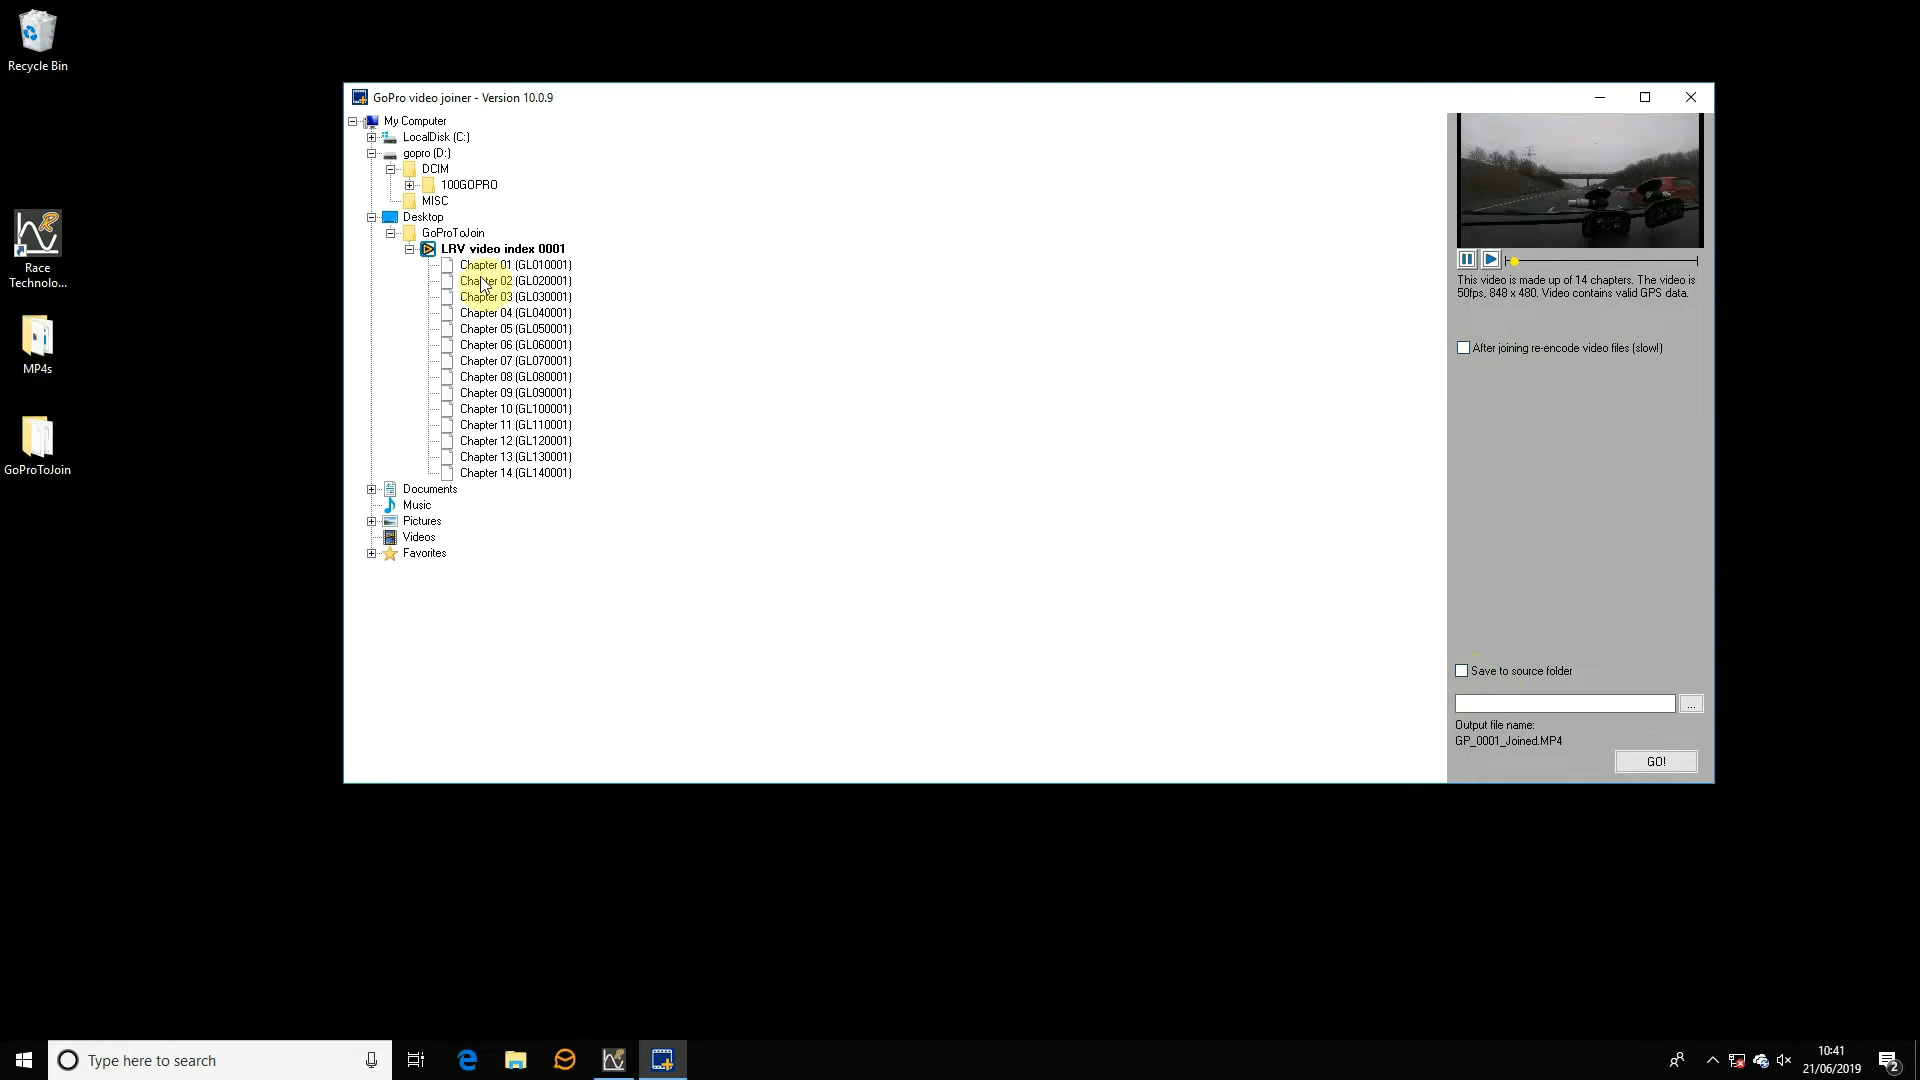 Recycle Bin
Race
Technolo...
MP4s
GoProToJoin
GoPro video joiner - Version 10.0.9
My Computer
LocalDisk (C:)
gopro (D:)
DCIM
100GOPRO
MISC
Desktop
GoProToJoin
LRV video index 0001
Chapter 01 (GL010001)
Chapter 02 (GL020001)
Chapter 03 (GL030001)
Chapter 04 (GL040001)
Chapter 05 (GL050001)
Chapter 06 (GL060001)
Chapter 07 (GL070001)
Chapter 08 (GL080001)
Chapter 09 (GL090001)
Chapter 10 (GL100001)
Chapter 11 (GL110001)
Chapter 12 (GL120001)
Chapter 13 (GL130001)
Chapter 14 (GL140001)
Documents
Music
Pictures
Videos
Favorites
This video is made up of 14 chapters. The video is
50fps, 848 x 480. Video contains valid GPS data.
After joining re-encode video files (slow!)
Save to source folder
...
Output file name:
GP_0001_Joined.MP4
GO!
Type here to search
10:41
21/06/2019
2